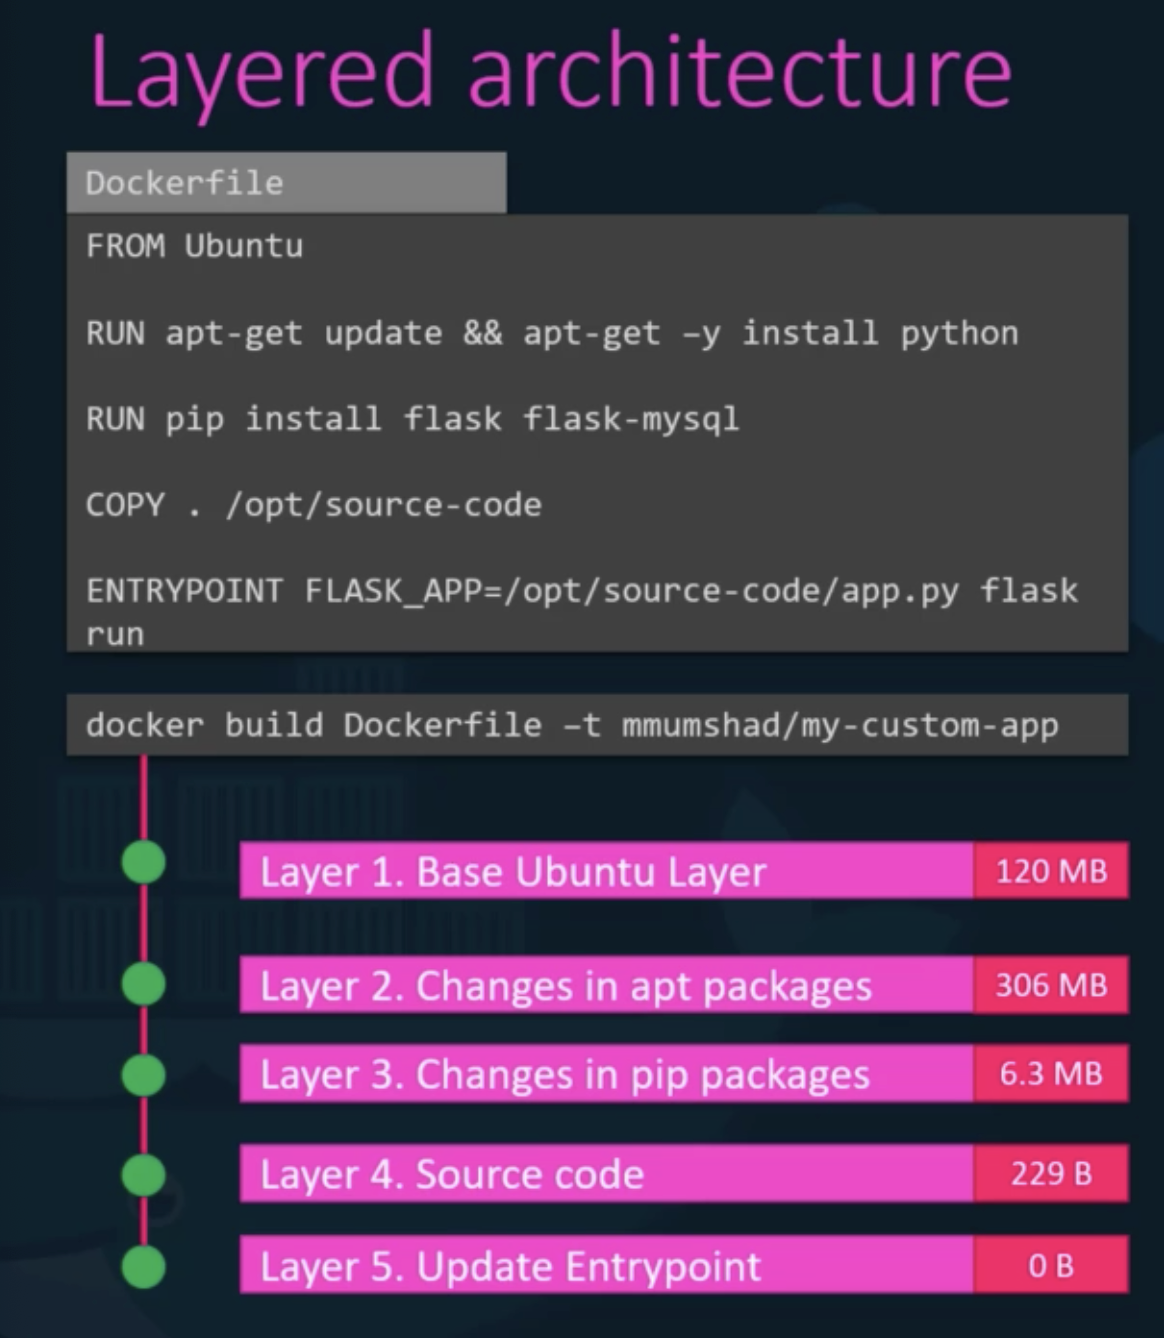 Layered architecture
Dockerfile
FROM Ubuntu
RUN apt-get update && apt-get –y install python
RUN pip install flask flask-mysql
COPY . /opt/source-code
ENTRYPOINT FLASK_APP=/opt/source-code/app.py flask
run
docker build Dockerfile –t mmumshad/my-custom-app
Layer 1. Base Ubuntu Layer 120 MB
Layer 2. Changes in apt packages 306 MB
Layer 3. Changes in pip packages 6.3 MB
Layer 4. Source code 229 B
Layer 5. Update Entrypoint 0 B